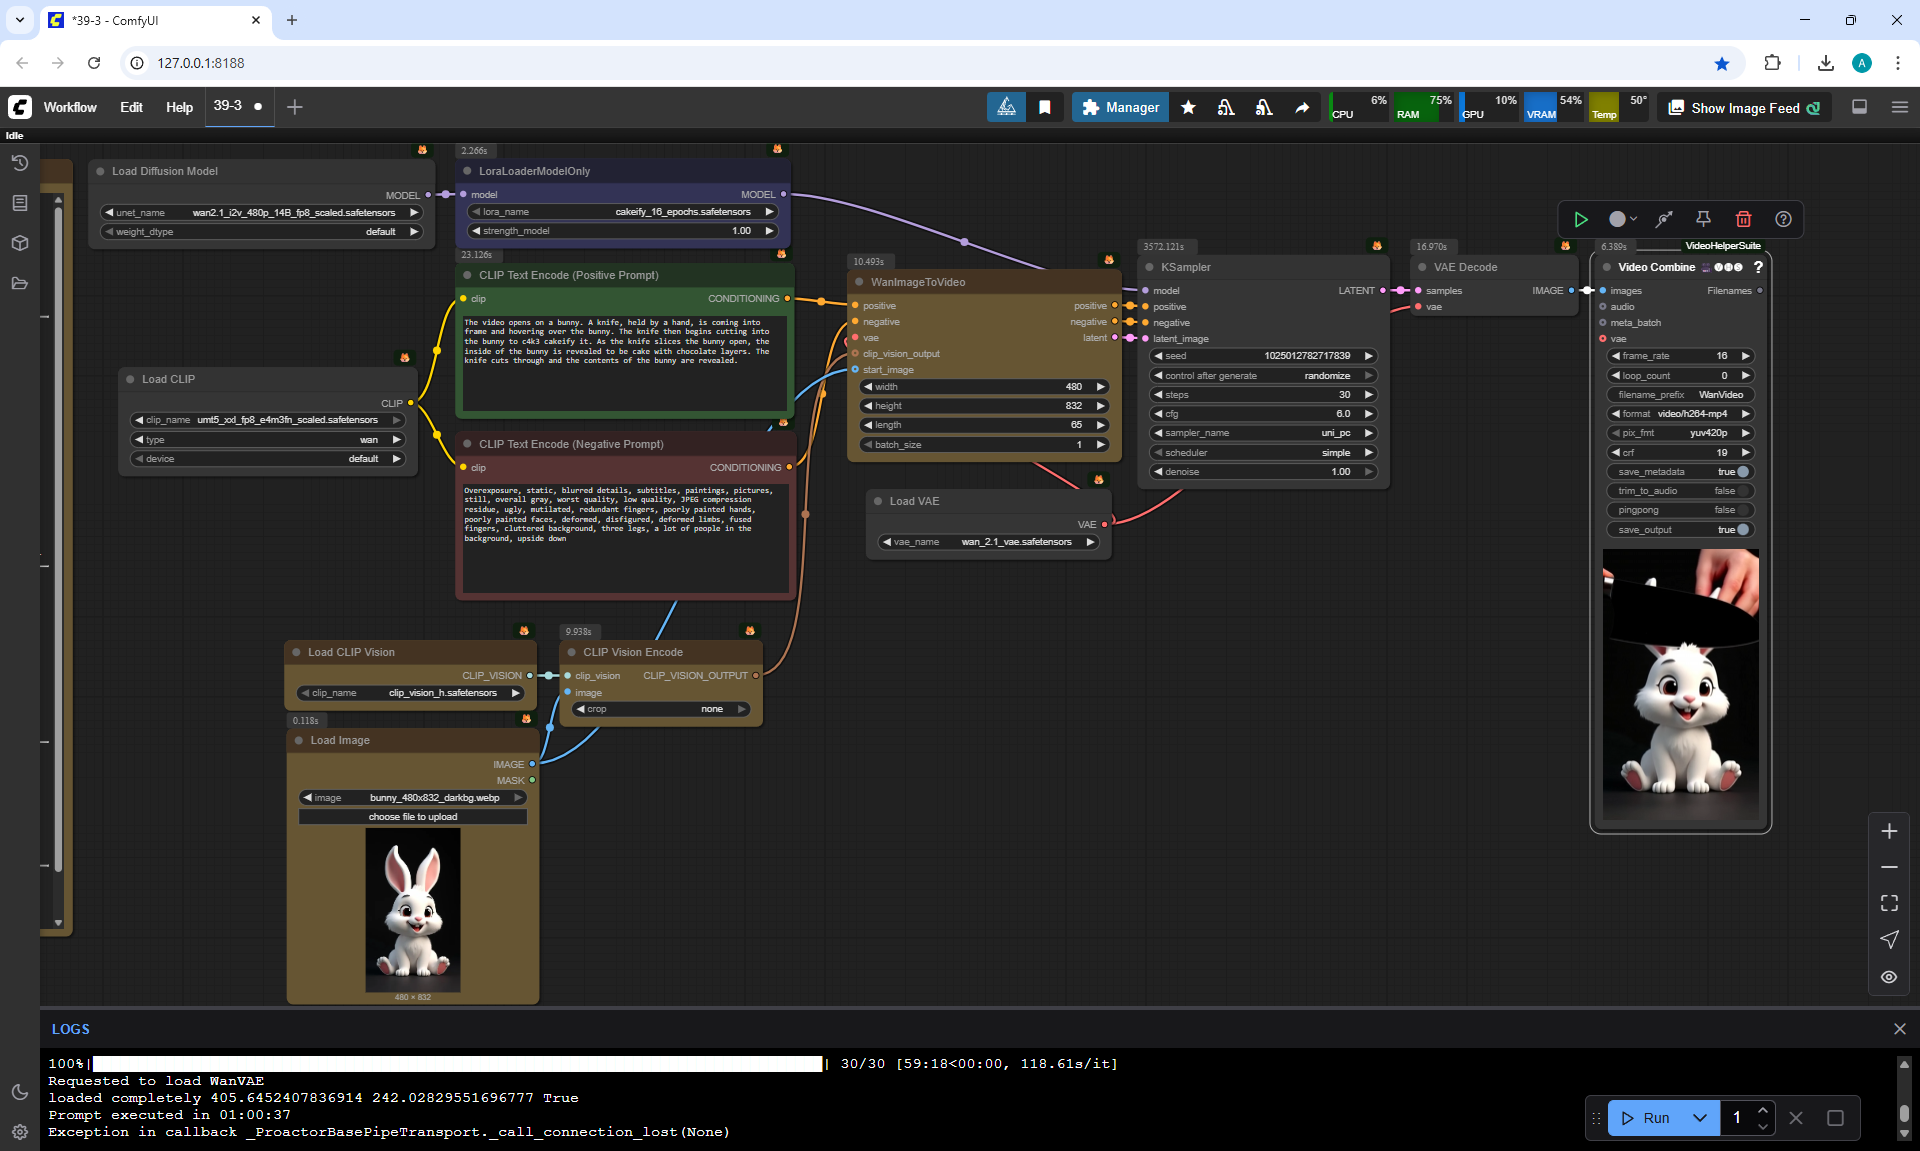 *39-3 - ComfyUI
127.0.0.1:8188
A
Workflow
Edit
Help
39-3
Manager
CPU 6%
RAM 75%
GPU 10%
VRAM 54%
Temp 50°
Show Image Feed
Idle
Load Diffusion Model
MODEL
unet_name wan2.1_i2v_480p_14B_fp8_scaled.safetensors
weight_dtype default
2.266s
LoraLoaderModelOnly
model MODEL
lora_name cakeify_16_epochs.safetensors
strength_model 1.00
23.126s
CLIP Text Encode (Positive Prompt)
clip CONDITIONING
The video opens on a bunny. A knife, held by a hand, is coming into
frame and hovering over the bunny. The knife then begins cutting into
the bunny to c4k3 cakeify it. As the knife slices the bunny open, the
inside of the bunny is revealed to be cake with chocolate layers. The
knife cuts through and the contents of the bunny are revealed.
Load CLIP
CLIP
clip_name umt5_xxl_fp8_e4m3fn_scaled.safetensors
type wan
device default
CLIP Text Encode (Negative Prompt)
clip CONDITIONING
Overexposure, static, blurred details, subtitles, paintings, pictures,
still, overall gray, worst quality, low quality, JPEG compression
residue, ugly, mutilated, redundant fingers, poorly painted hands,
poorly painted faces, deformed, disfigured, deformed limbs, fused
fingers, cluttered background, three legs, a lot of people in the
background, upside down
Load CLIP Vision
CLIP_VISION
clip_name clip_vision_h.safetensors
9.938s
CLIP Vision Encode
clip_vision CLIP_VISION_OUTPUT
image
crop none
0.118s
Load Image
IMAGE
MASK
image bunny_480x832_darkbg.webp
choose file to upload
480 × 832
10.493s
WanImageToVideo
positive positive
negative negative
vae latent
clip_vision_output
start_image
width 480
height 832
length 65
batch_size 1
Load VAE
VAE
vae_name wan_2.1_vae.safetensors
3572.121s
KSampler
model LATENT
positive
negative
latent_image
seed 1025012782717839
control after generate randomize
steps 30
cfg 6.0
sampler_name uni_pc
scheduler simple
denoise 1.00
16.970s
VAE Decode
samples IMAGE
vae
6.389s
VideoHelperSuite
Video Combine VHS ?
images Filenames
audio
meta_batch
vae
frame_rate 16
loop_count 0
filename_prefix WanVideo
format video/h264-mp4
pix_fmt yuv420p
crf 19
save_metadata true
trim_to_audio false
pingpong false
save_output true
LOGS
100%| | 30/30 [59:18<00:00, 118.61s/it]
Requested to load WanVAE
loaded completely 405.6452407836914 242.02829551696777 True
Prompt executed in 01:00:37
Exception in callback _ProactorBasePipeTransport._call_connection_lost(None)
Run
1